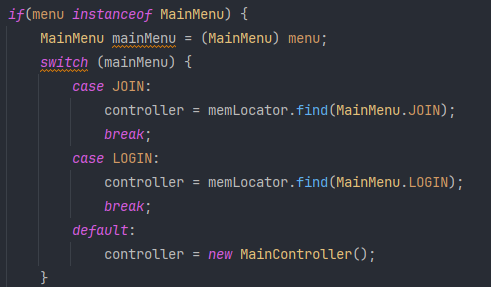 if(menu instanceof MainMenu) {
MainMenu mainMenu = (MainMenu) menu;
switch (mainMenu) {
case JOIN:
controller = memLocator.find(MainMenu.JOIN);
break;
case LOGIN:
controller = memLocator.find(MainMenu.LOGIN);
break;
default:
controller = new MainController();
}